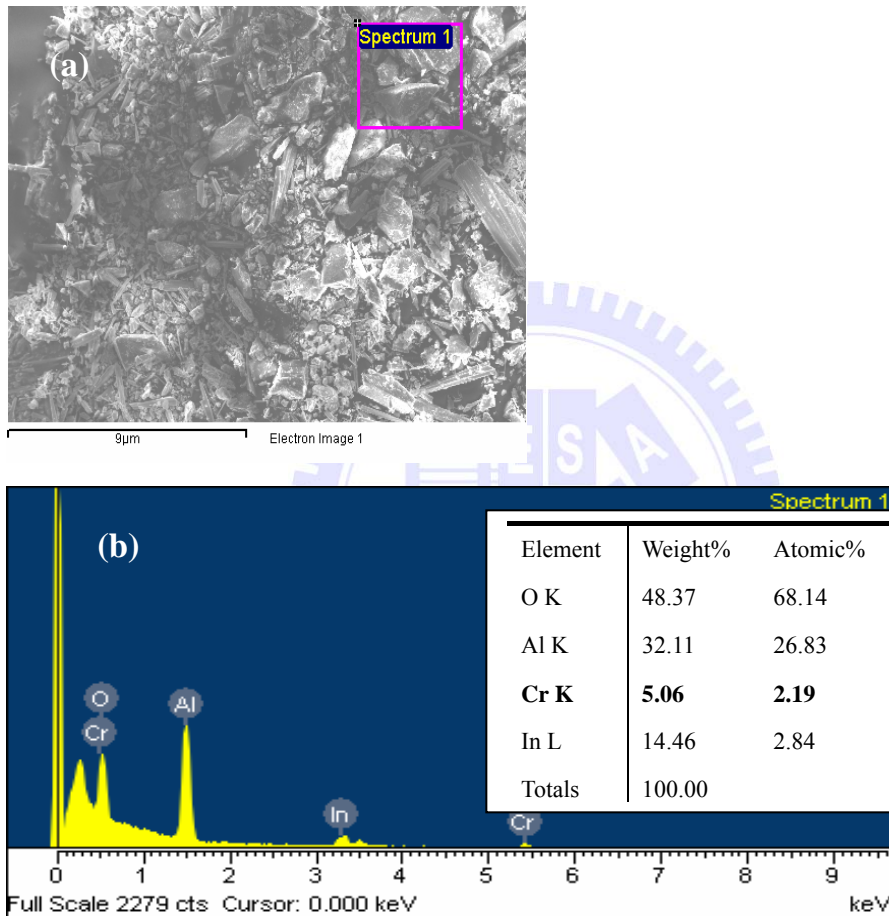 (a)
Spectrum 1
9µm
Electron Image 1
E S A
Spectrum 1
(b)
Element Weight% Atomic%
O K 48.37 68.14
Al K 32.11 26.83
Cr K 5.06 2.19
In L 14.46 2.84
Totals 100.00
O
Cr
Al
In
Cr
0 1 2 3 4 5 6 7 8 9
Full Scale 2279 cts Cursor: 0.000 keV keV